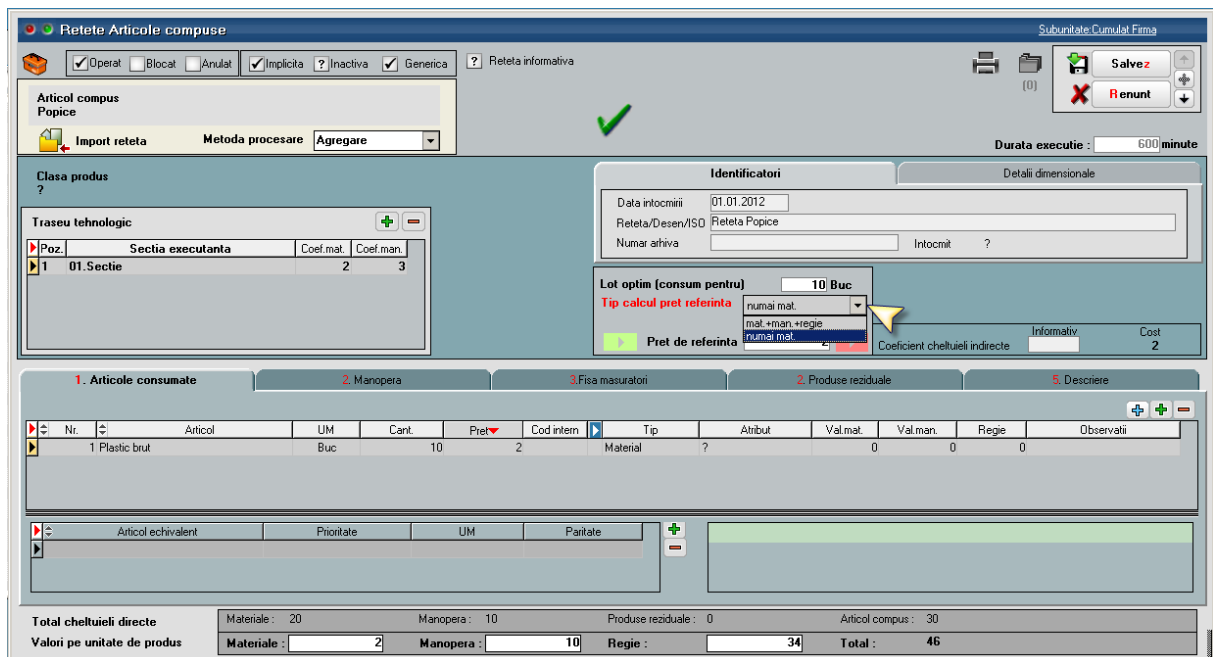 Retete Articole compuse
Subunitate:Cumulat Firma
Operat Blocat Anulat Implicita ? Inactiva Generica ? Reteta informativa
(0)
Salvez
Renunt
Articol compus
Popice
Import reteta Metoda procesare Agregare
Durata executie : 600 minute
Clasa produs
?
Identificatori Detalii dimensionale
Data intocmirii 01.01.2012
Reteta/Desen/ISO Reteta Popice
Numar arhiva Intocmit ?
Traseu tehnologic
Poz. Sectia executanta Coef.mat. Coef.man.
1 01.Sectie 2 3
Lot optim (consum pentru) 10 Buc
Tip calcul pret referinta numai mat.
mat.+man.+regie
numai mat.
Pret de referinta 2
Informativ Cost
Coeficient cheltuieli indirecte 2
1. Articole consumate 2. Manopera 3.Fisa masuratori 2. Produse reziduale 5. Descriere
Nr. Articol UM Cant. Pret Cod intern Tip Atribut Val.mat. Val.man. Regie Observatii
1 Plastic brut Buc 10 2 Material ? 0 0 0
Articol echivalent Prioritate UM Paritate
Total cheltuieli directe Materiale : 20 Manopera : 10 Produse reziduale : 0 Articol compus : 30
Valori pe unitate de produs Materiale : 2 Manopera : 10 Regie : 34 Total : 46